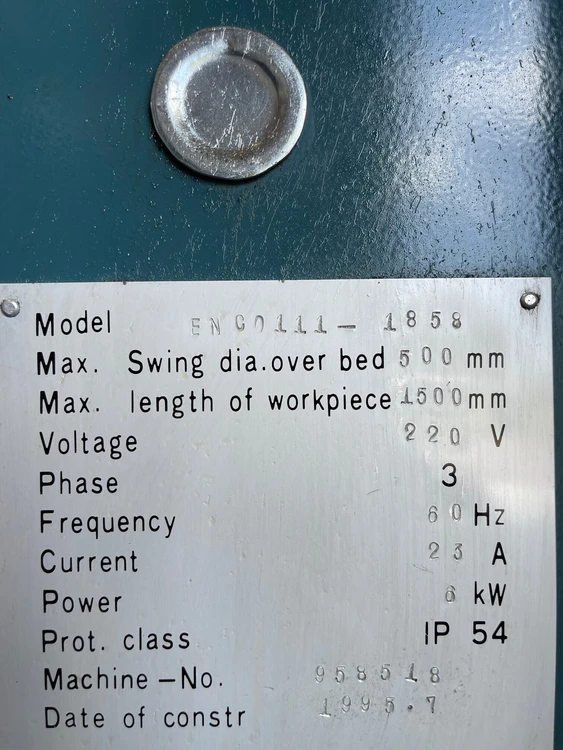 Model ENCO111- 1858
Max. Swing dia.over bed 500 mm
Max. length of workpiece 1500mm
Voltage 220 V
Phase 3
Frequency 60 Hz
Current 23 A
Power 6 kW
Prot. class IP 54
Machine-No. 958518
Date of constr 1995.7